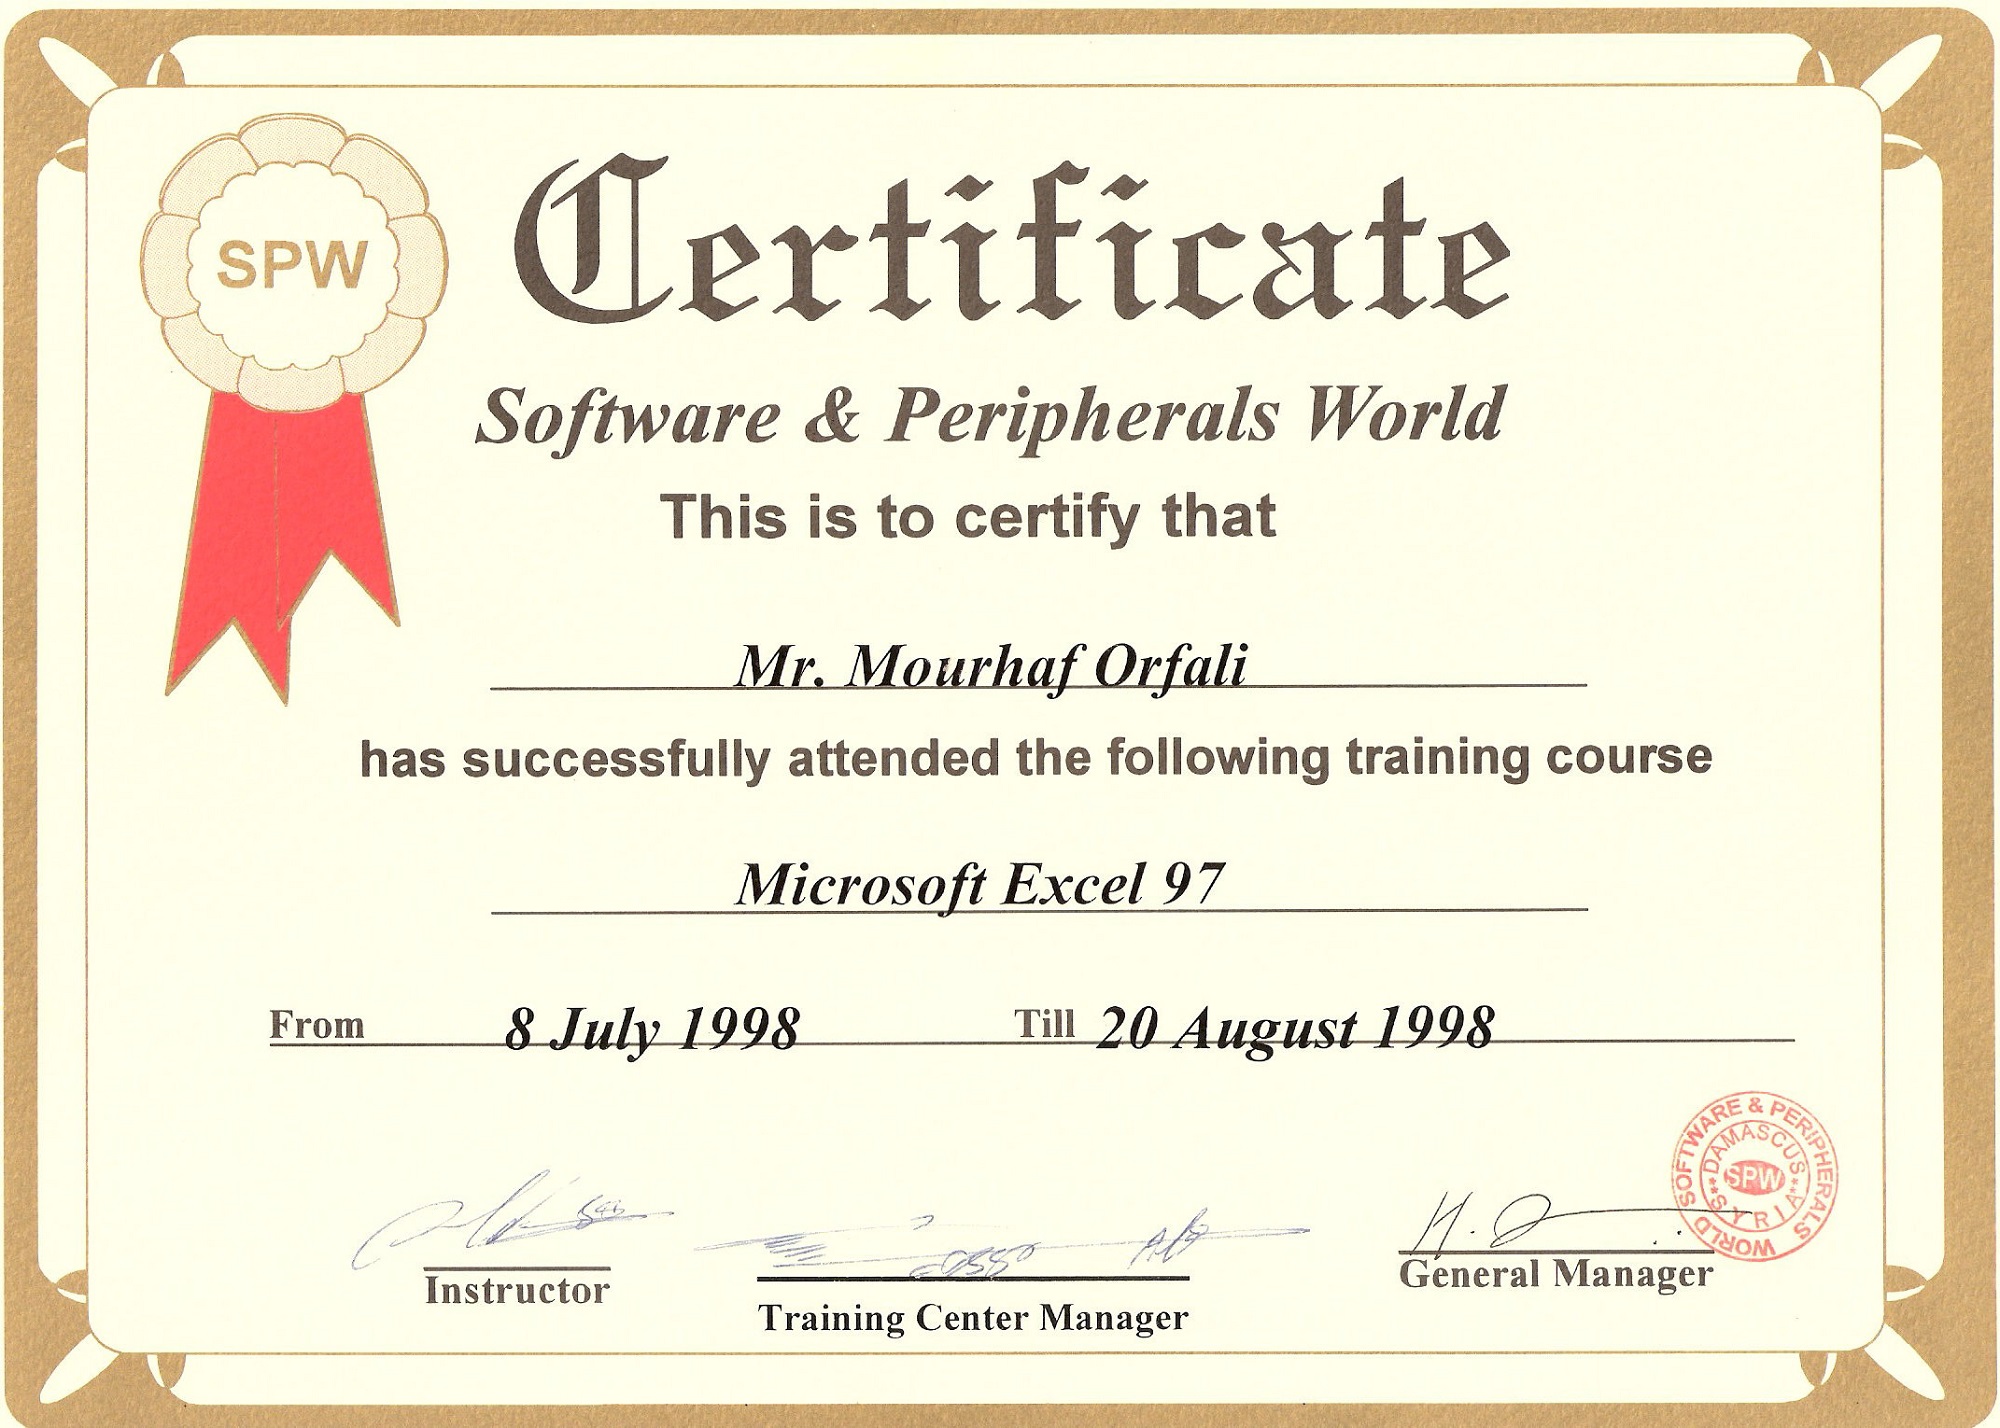 SPW
Certificate
Software & Peripherals World
This is to certify that
Mr. Mourhaf Orfali
has successfully attended the following training course
Microsoft Excel 97
From 8 July 1998 Till 20 August 1998
SOFTWARE & PERIPHERALS WORLD
DAMASCUS
SPW
**SYRIA**
Instructor
Training Center Manager
General Manager